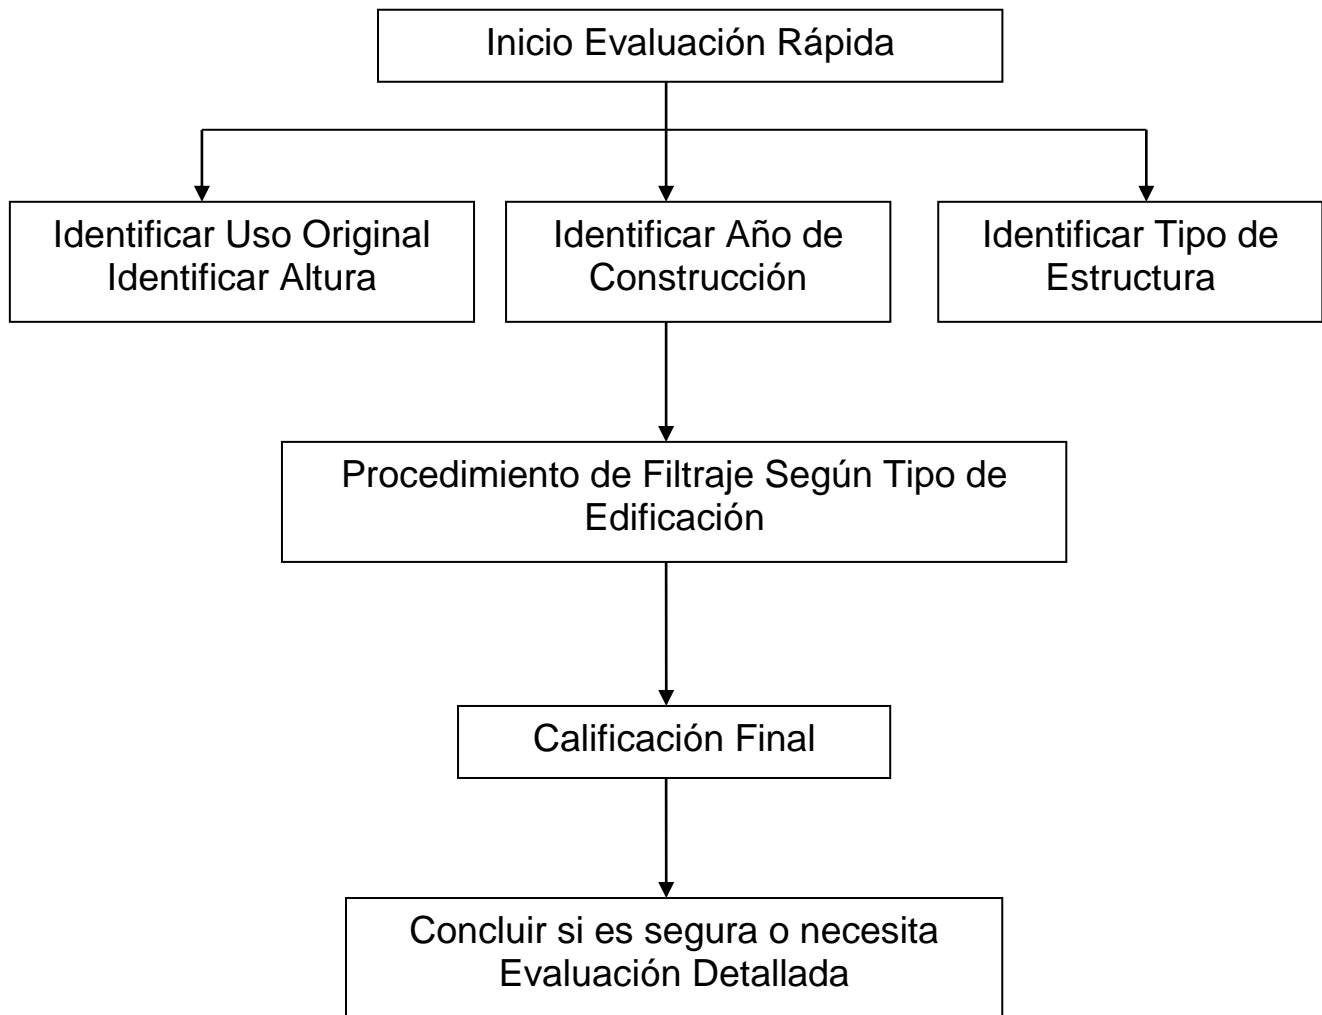 Inicio Evaluación Rápida
Identificar Uso Original
Identificar Altura
Identificar Año de
Construcción
Identificar Tipo de
Estructura
Procedimiento de Filtraje Según Tipo de
Edificación
Calificación Final
Concluir si es segura o necesita
Evaluación Detallada